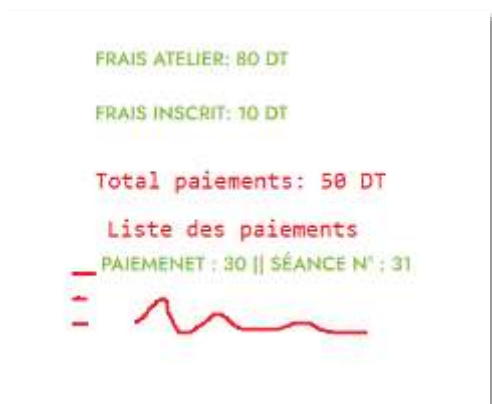 FRAIS ATELIER: 80 DT
FRAIS INSCRIT: 10 DT
Total paiements: 50 DT
Liste des paiements
PAIEMENET : 30 || SÉANCE N° : 31